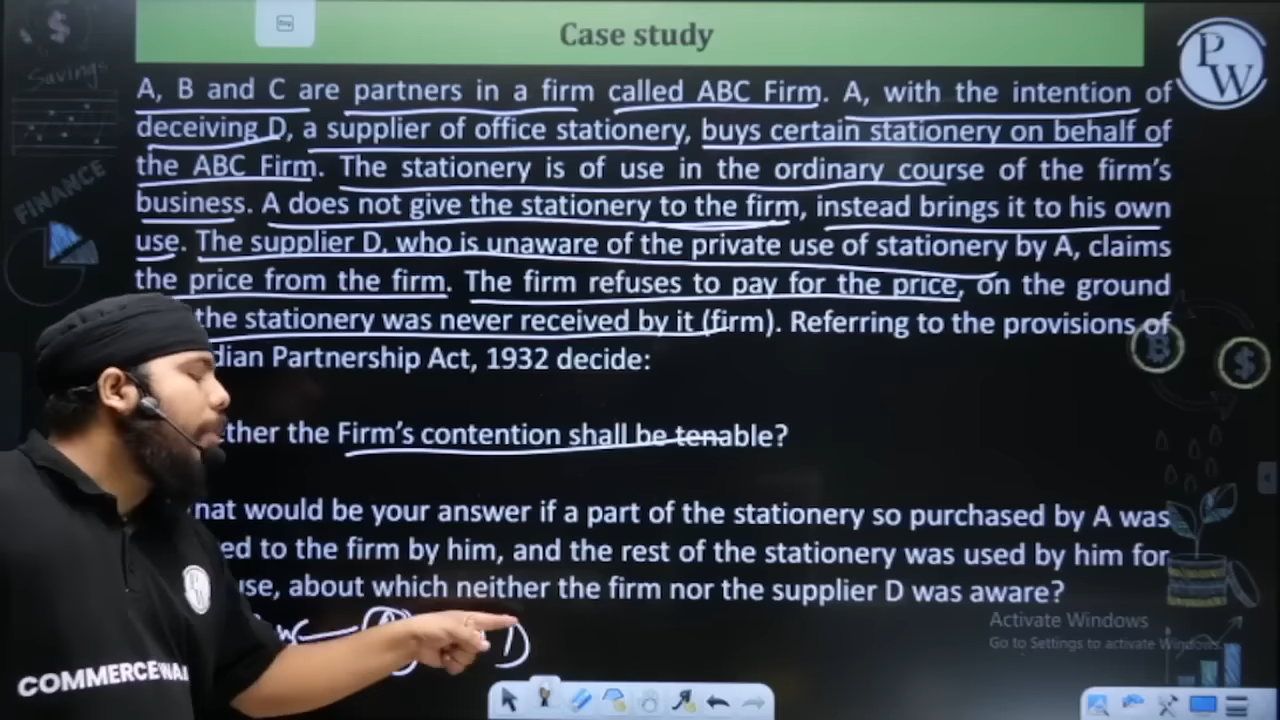 Case study
P
W
Savings
FINANCE
A, B and C are partners in a firm called ABC Firm. A, with the intention of
deceiving D, a supplier of office stationery, buys certain stationery on behalf of
the ABC Firm. The stationery is of use in the ordinary course of the firm's
business. A does not give the stationery to the firm, instead brings it to his own
use. The supplier D, who is unaware of the private use of stationery by A, claims
the price from the firm. The firm refuses to pay for the price, on the ground
the stationery was never received by it (firm). Referring to the provisions of
dian Partnership Act, 1932 decide:
ther the Firm's contention shall be tenable?
nat would be your answer if a part of the stationery so purchased by A was
ed to the firm by him, and the rest of the stationery was used by him for
use, about which neither the firm nor the supplier D was aware?
D
Activate Windows
Go to Settings to activate Windows.
COMMERCE WA